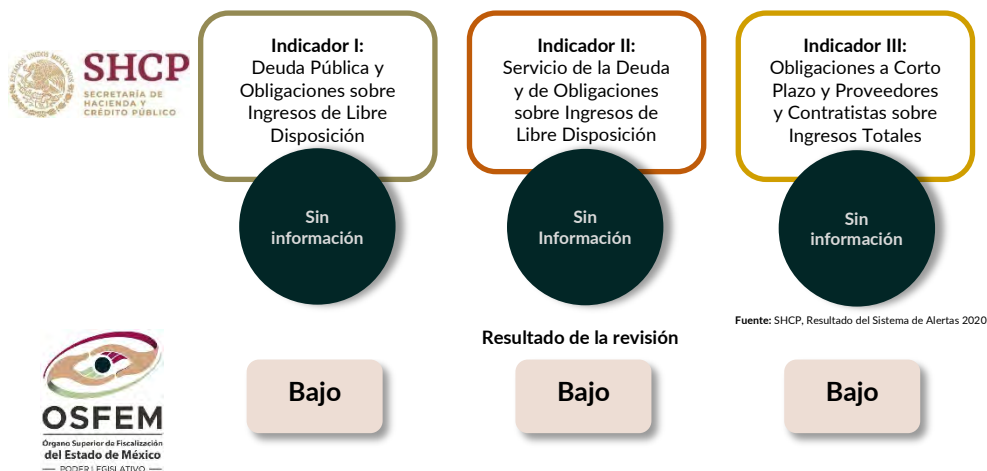 SHCP
SECRETARÍA DE
HACIENDA Y
CRÉDITO PÚBLICO
Indicador I:
Deuda Pública y
Obligaciones sobre
Ingresos de Libre
Disposición
Sin
información
Indicador II:
Servicio de la Deuda
y de Obligaciones
sobre Ingresos de
Libre Disposición
Sin
Información
Indicador III:
Obligaciones a Corto
Plazo y Proveedores
y Contratistas sobre
Ingresos Totales
Sin
información
Fuente: SHCP, Resultado del Sistema de Alertas 2020
Resultado de la revisión
OSFEM
Órgano Superior de Fiscalización
del Estado de México
PODER LEGISLATIVO
Bajo
Bajo
Bajo